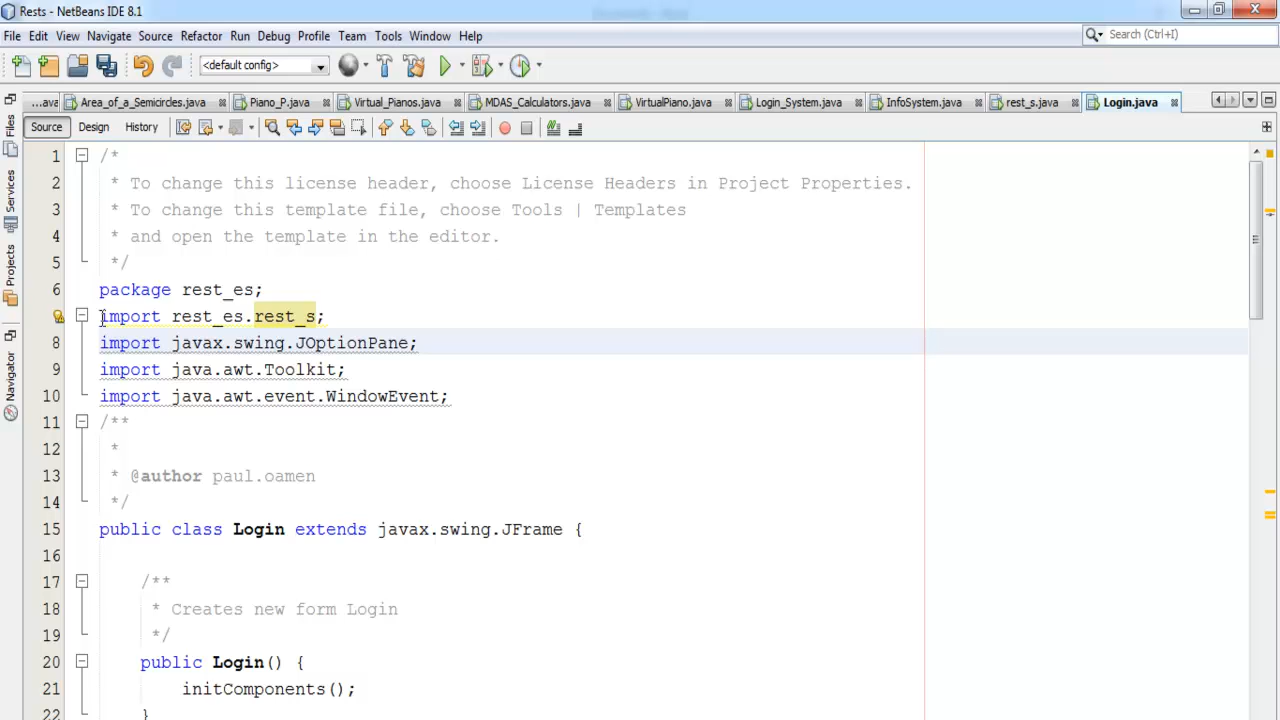 Rests - NetBeans IDE 8.1
File Edit View Navigate Source Refactor Run Debug Profile Team Tools Window Help
Search (Ctrl+I)
<default config>
...ava Area_of_a_Semicirdes.java Piano_P.java Virtual_Pianos.java MDAS_Calculators.java VirtualPiano.java Login_System.java InfoSystem.java rest_s.java Login.java
Source Design History
Files
Services
Projects
Navigator
1 /*
2 * To change this license header, choose License Headers in Project Properties.
3 * To change this template file, choose Tools | Templates
4 * and open the template in the editor.
5 */
6 package rest_es;
import rest_es.rest_s;
8 import javax.swing.JOptionPane;
9 import java.awt.Toolkit;
10 import java.awt.event.WindowEvent;
11 /**
12 *
13 * @author paul.oamen
14 */
15 public class Login extends javax.swing.JFrame {
16
17 /**
18 * Creates new form Login
19 */
20 public Login() {
21 initComponents();
22 }